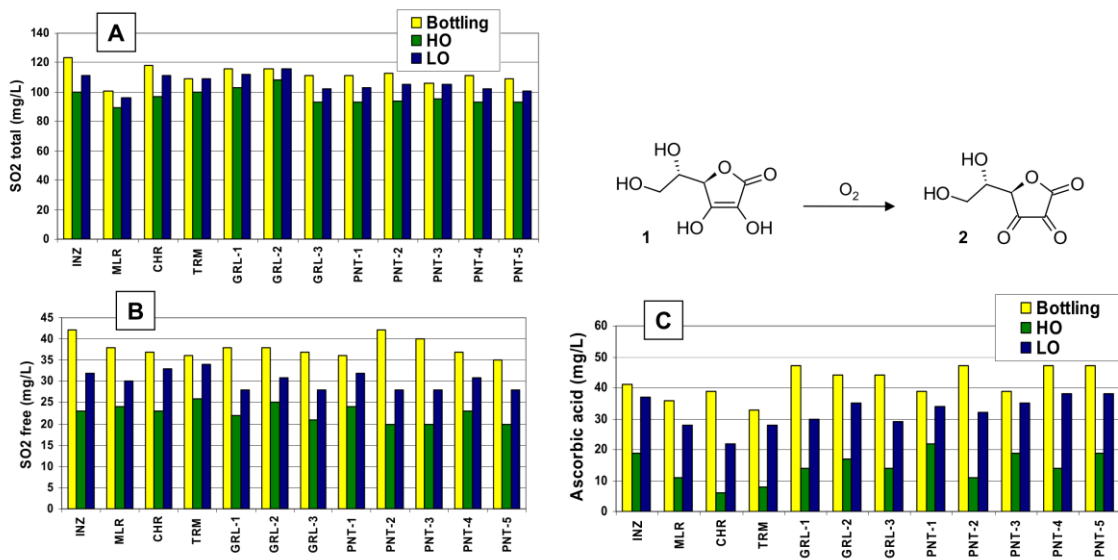 A
Bottling
HO
LO
SO2 total (mg/L)
140
120
100
80
60
40
20
0
INZ
MLR
CHR
TRM
GRL-1
GRL-2
GRL-3
PNT-1
PNT-2
PNT-3
PNT-4
PNT-5
HO
O
O
HO
HO
OH
1
O2
HO
O
O
HO
O
O
2
B
SO2 free (mg/L)
45
40
35
30
25
20
15
10
5
0
INZ
MLR
CHR
TRM
GRL-1
GRL-2
GRL-3
PNT-1
PNT-2
PNT-3
PNT-4
PNT-5
C
Bottling
HO
LO
Ascorbic acid (mg/L)
60
50
40
30
20
10
0
INZ
MLR
CHR
TRM
GRL-1
GRL-2
GRL-3
PNT-1
PNT-2
PNT-3
PNT-4
PNT-5